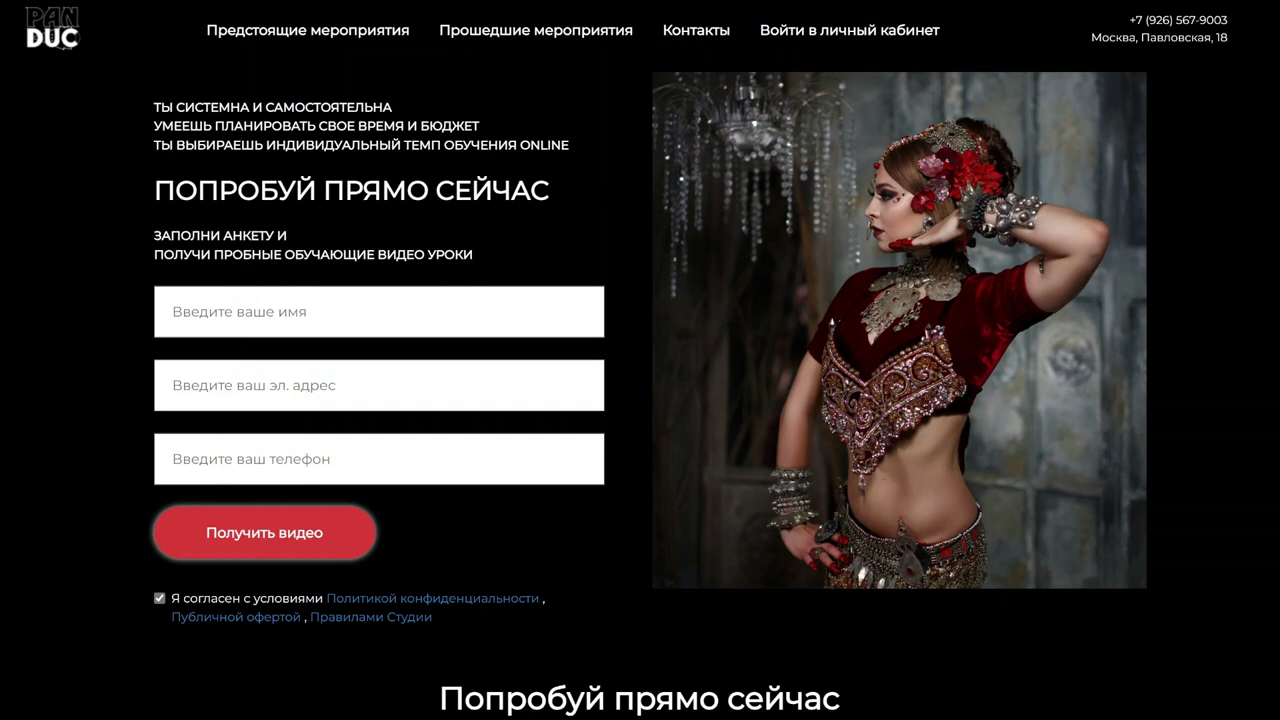 PAN
DUC
Предстоящие мероприятия
Прошедшие мероприятия
Контакты
Войти в личный кабинет
+7 (926) 567-9003
Москва, Павловская, 18
ТЫ СИСТЕМНА И САМОСТОЯТЕЛЬНА
УМЕЕШЬ ПЛАНИРОВАТЬ СВОЕ ВРЕМЯ И БЮДЖЕТ
ТЫ ВЫБИРАЕШЬ ИНДИВИДУАЛЬНЫЙ ТЕМП ОБУЧЕНИЯ ONLINE
ПОПРОБУЙ ПРЯМО СЕЙЧАС
ЗАПОЛНИ АНКЕТУ И
ПОЛУЧИ ПРОБНЫЕ ОБУЧАЮЩИЕ ВИДЕО УРОКИ
Введите ваше имя
Введите ваш эл. адрес
Введите ваш телефон
Получить видео
Я согласен с условиями Политикой конфиденциальности ,
Публичной офертой , Правилами Студии
Попробуй прямо сейчас